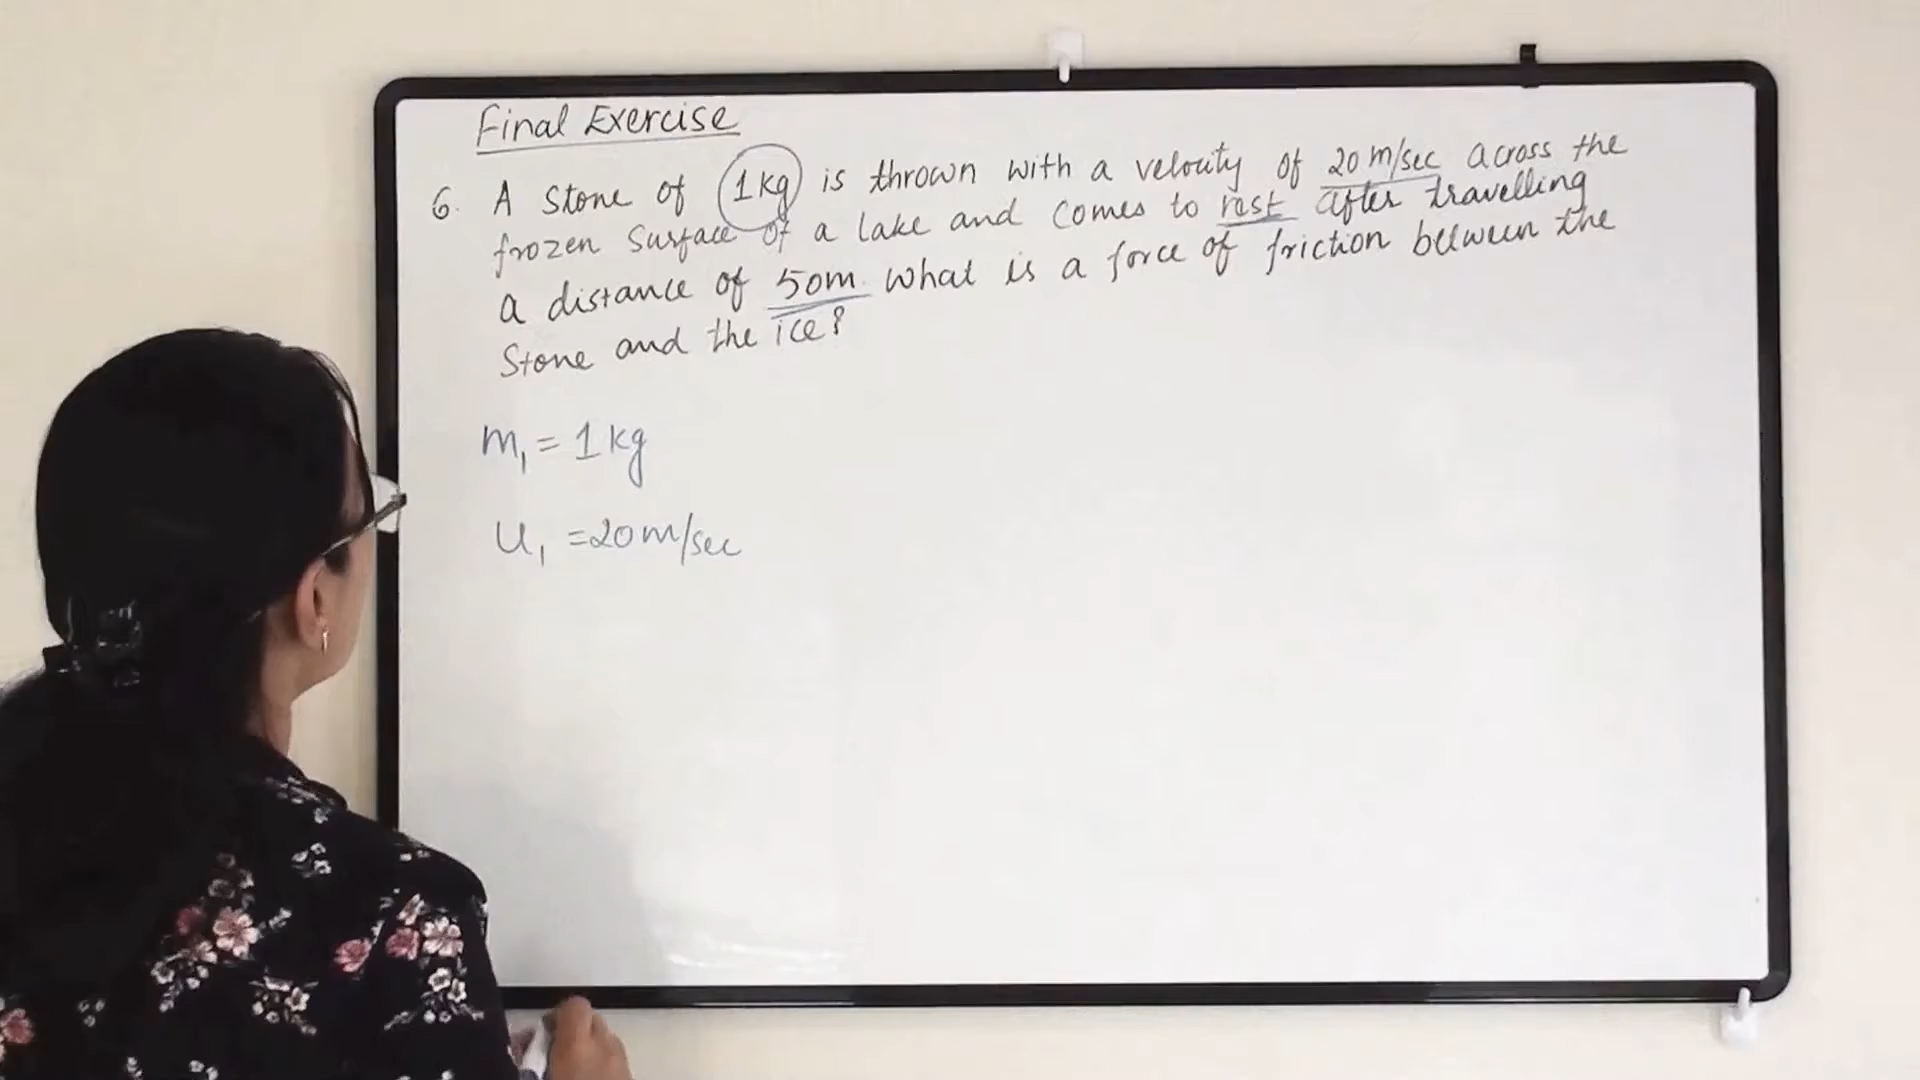 Final Exercise
6. A Stone of 1kg is thrown with a velocity of 20 m/sec across the
frozen surface of a lake and comes to rest after travelling
a distance of 50m. What is a force of friction between the
Stone and the ice?
m₁ = 1 kg
u₁ = 20 m/sec